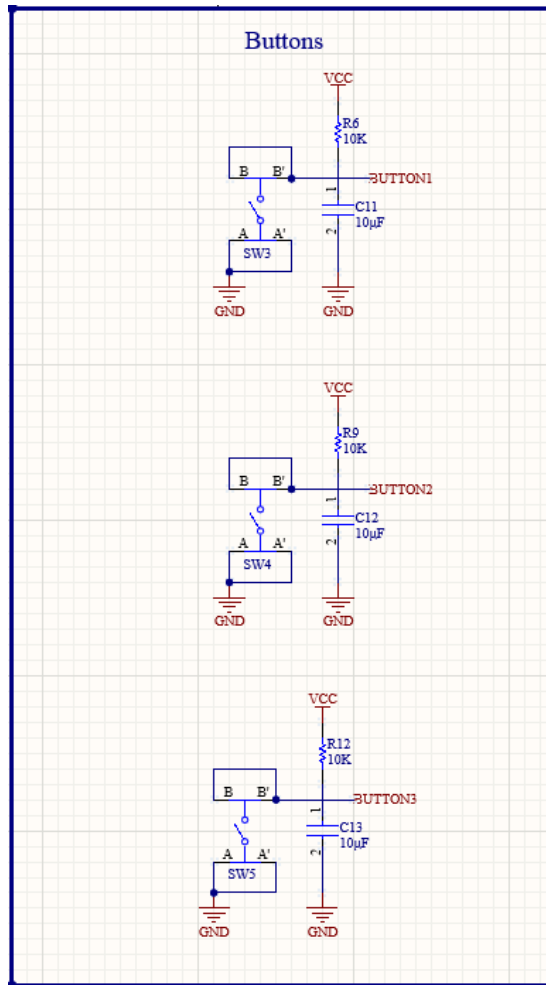 Buttons
VCC
R6
10K
B B'
BUTTON1
1
C11
10µF
2
A A'
SW3
GND
GND
VCC
R9
10K
B B'
BUTTON2
1
C12
10µF
2
A A'
SW4
GND
GND
VCC
R12
10K
B B'
BUTTON3
1
C13
10µF
2
A A'
SW5
GND
GND